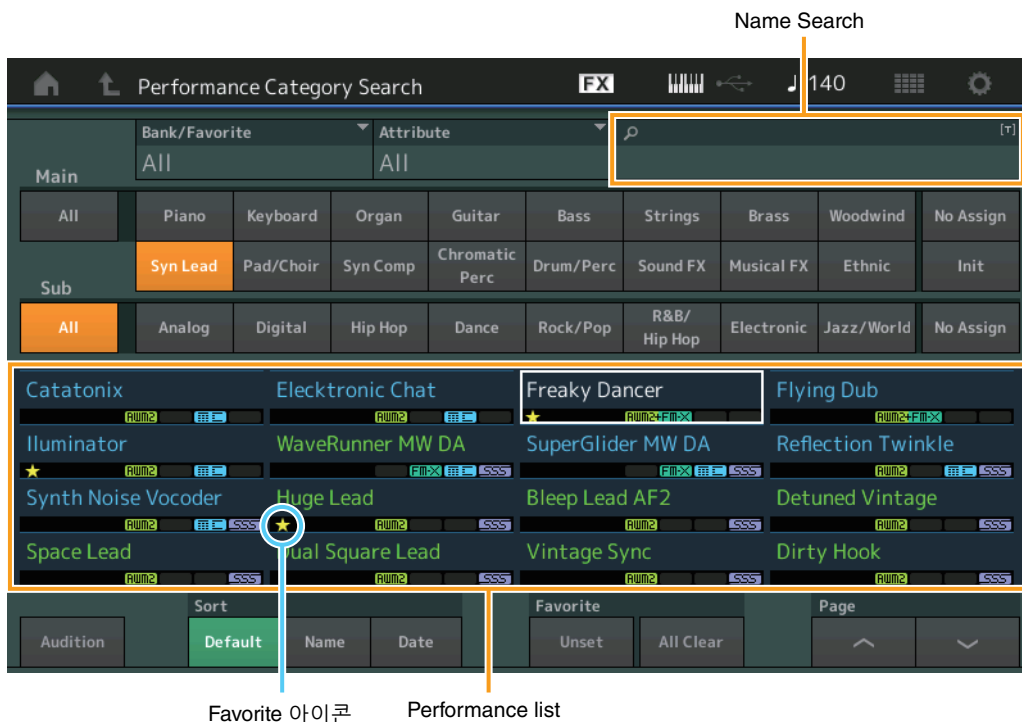 Name Search
Performance Category Search FX 140
Bank/Favorite Attribute [T]
All All
Main
All Piano Keyboard Organ Guitar Bass Strings Brass Woodwind No Assign
Syn Lead Pad/Choir Syn Comp Chromatic Perc Drum/Perc Sound FX Musical FX Ethnic Init
Sub
All Analog Digital Hip Hop Dance Rock/Pop R&B/ Hip Hop Electronic Jazz/World No Assign
Catatonix Elecktronic Chat Freaky Dancer Flying Dub
AWM2 AWM2 AWM2+FM-X AWM2+FM-X
Iluminator WaveRunner MW DA SuperGlider MW DA Reflection Twinkle
AWM2 FM-X SSS FM-X SSS AWM2 SSS
Synth Noise Vocoder Huge Lead Bleep Lead AF2 Detuned Vintage
AWM2 SSS AWM2 SSS AWM2 SSS AWM2 SSS
Space Lead Dual Square Lead Vintage Sync Dirty Hook
AWM2 SSS AWM2 SSS AWM2 SSS AWM2 SSS
Sort Favorite Page
Audition Default Name Date Unset All Clear
Favorite 아이콘 Performance list